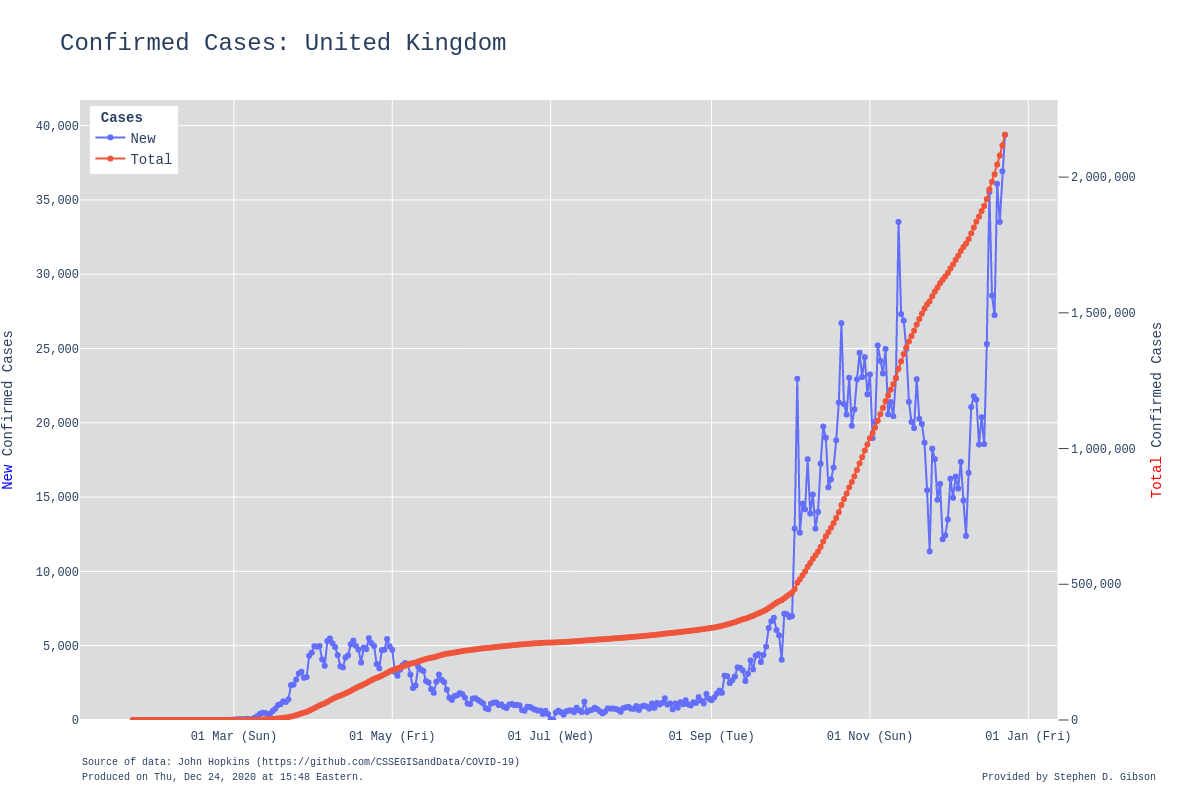 Confirmed Cases: United Kingdom
Cases
New
Total
40,000
35,000
30,000
25,000
20,000
15,000
10,000
5,000
0
New Confirmed Cases
2,000,000
1,500,000
1,000,000
500,000
0
Total Confirmed Cases
01 Mar (Sun)
01 May (Fri)
01 Jul (Wed)
01 Sep (Tue)
01 Nov (Sun)
01 Jan (Fri)
Source of data: John Hopkins (https://github.com/CSSEGISandData/COVID-19)
Produced on Thu, Dec 24, 2020 at 15:48 Eastern.
Provided by Stephen D. Gibson